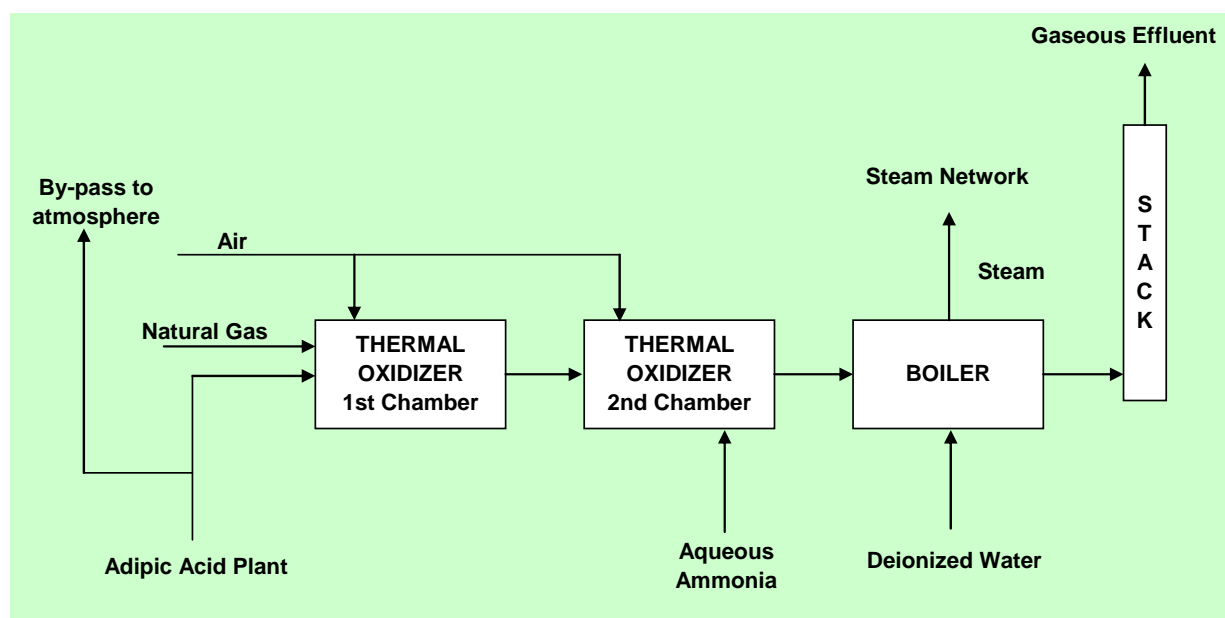 Gaseous Effluent
By-pass to
atmosphere
Steam Network
Air
Steam
S
T
A
C
K
Natural Gas
THERMAL
OXIDIZER
1st Chamber
THERMAL
OXIDIZER
2nd Chamber
BOILER
Adipic Acid Plant
Aqueous
Ammonia
Deionized Water